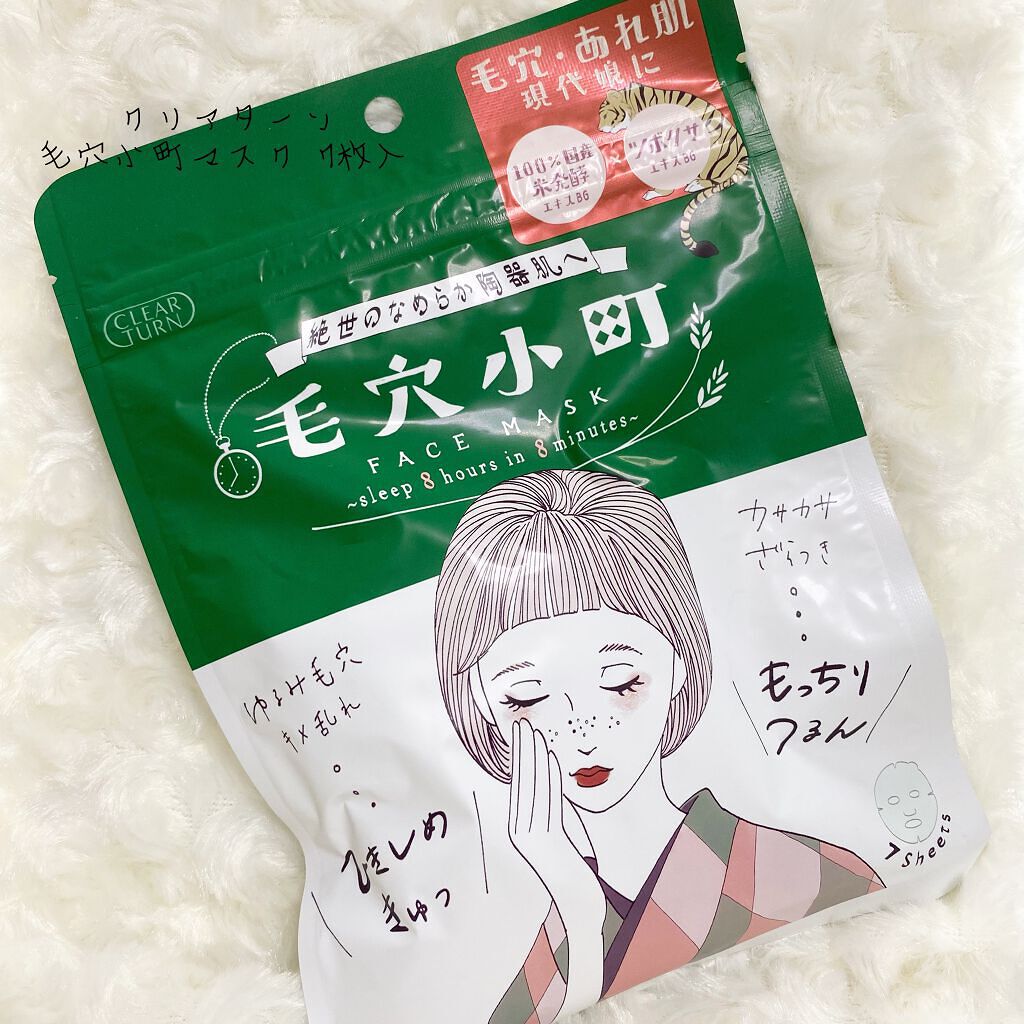 クリアターン
毛穴小町マスク 7枚入
毛穴・あれ肌
現代娘に
100%国産
米発酵
エキスBG
ツボクサ
エキスBG
CLEAR
TURN
絶世のなめらか陶器肌へ
毛穴小町
FACE MASK
~sleep 8 hours in 8 minutes~
カサカサ
ざらつき
もっちり
つるん
ゆるみ毛穴
キメ乱れ
ひきしめ
きゅっ
7 Sheets